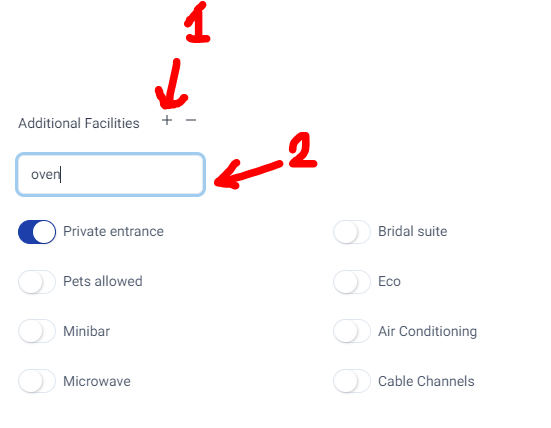 1
Additional Facilities + −
2
oven
Private entrance
Bridal suite
Pets allowed
Eco
Minibar
Air Conditioning
Microwave
Cable Channels